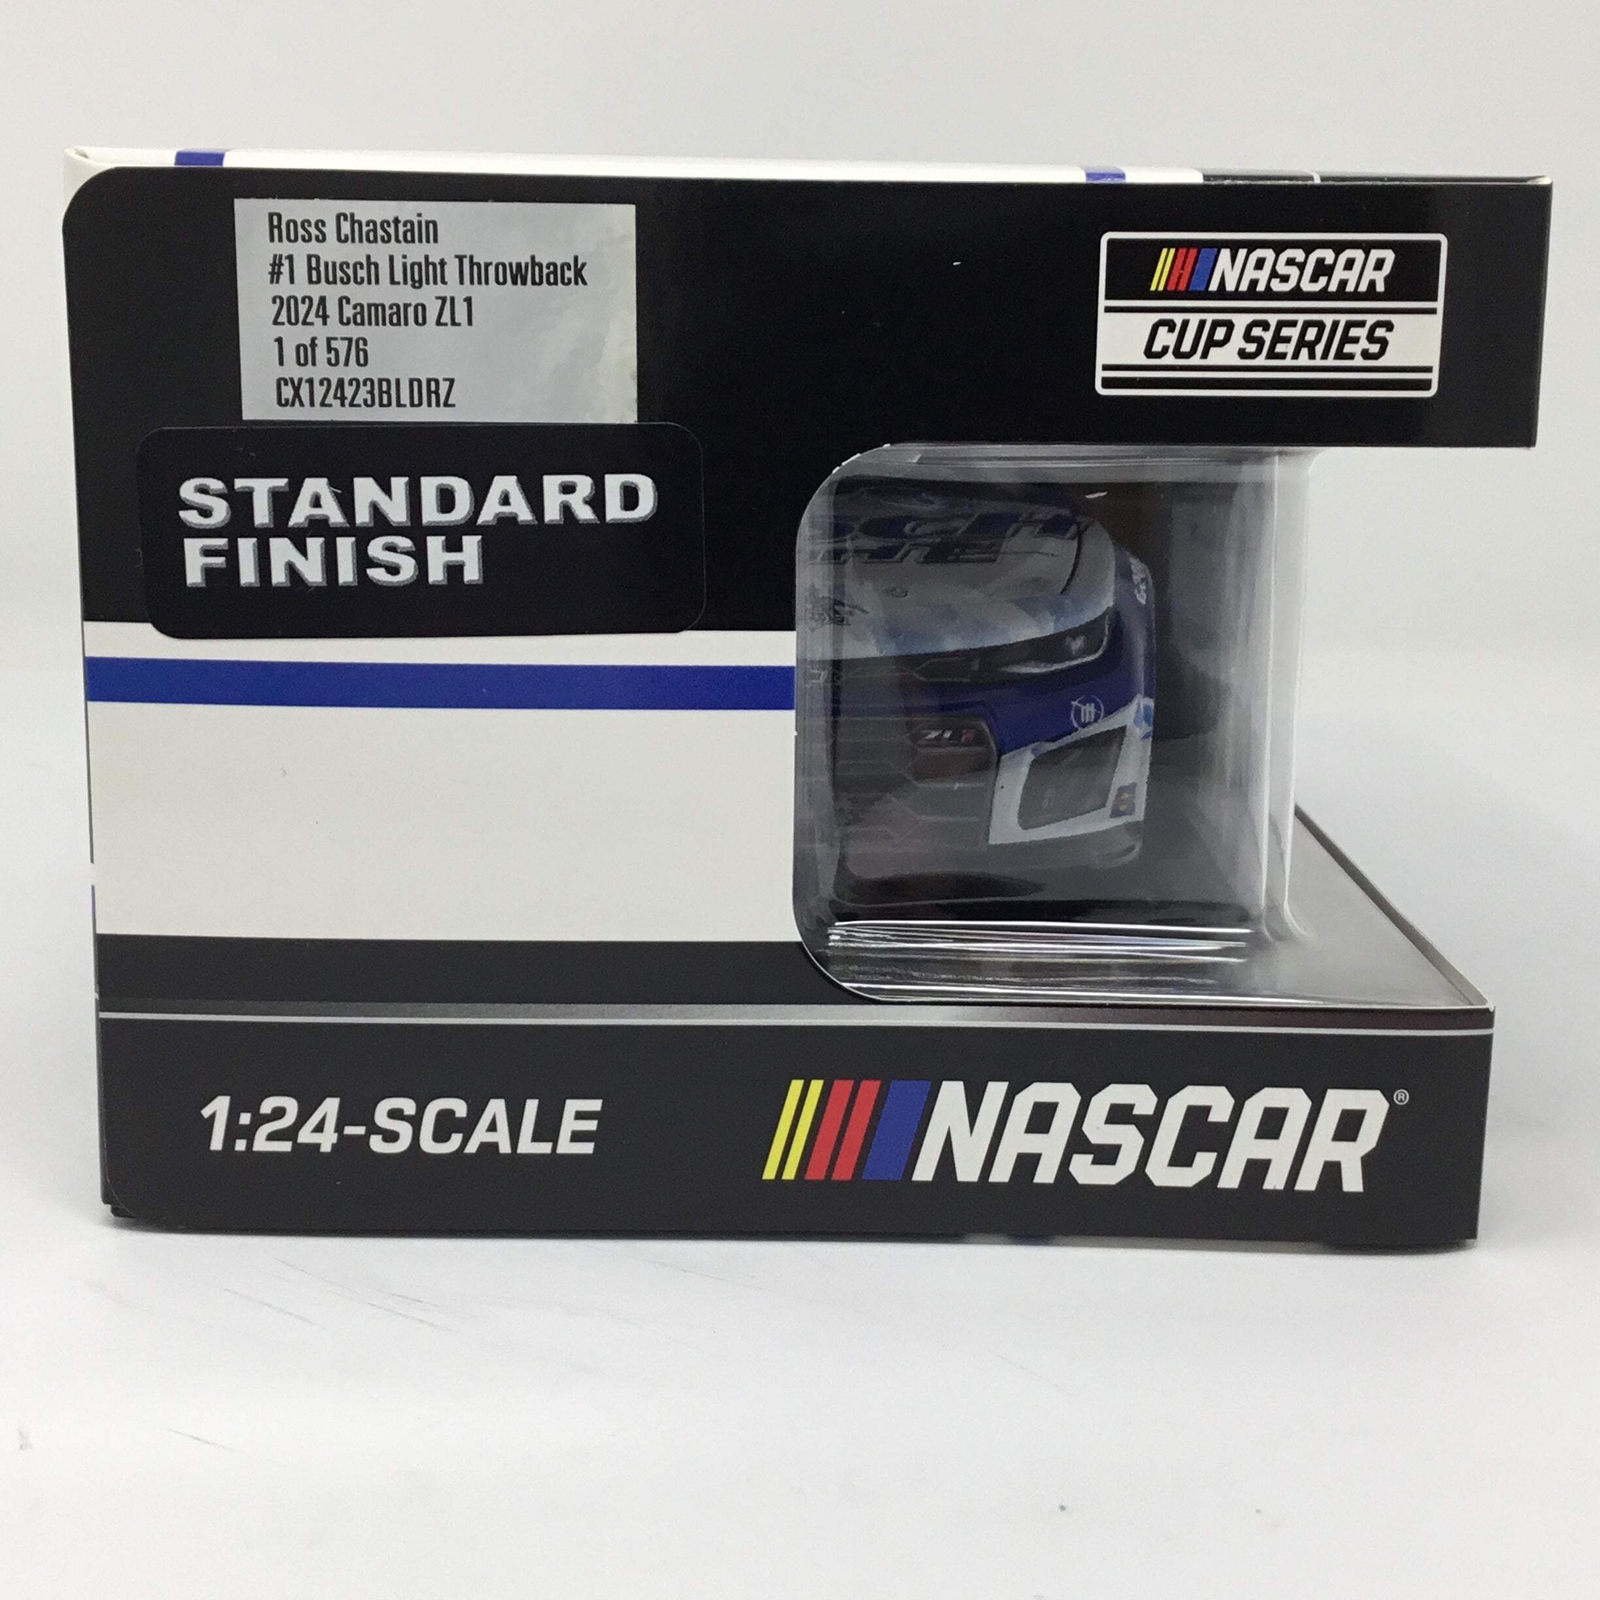 Ross Chastain
#1 Busch Light Throwback
2024 Camaro ZL1
1 of 576
CX12423BLDRZ
NASCAR
CUP SERIES
STANDARD
FINISH
ZL1
1:24-SCALE
NASCAR®